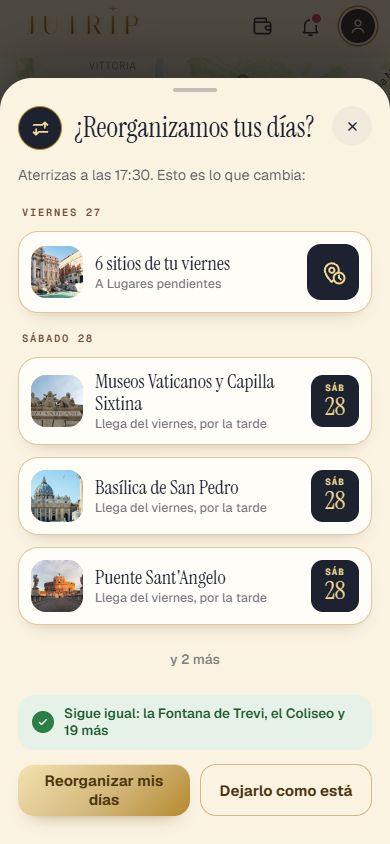 JUTRIP
VITTORIA
¿Reorganizamos tus días?
Aterrizas a las 17:30. Esto es lo que cambia:
VIERNES 27
6 sitios de tu viernes
A Lugares pendientes
SÁBADO 28
Museos Vaticanos y Capilla
Sixtina
Llega del viernes, por la tarde
SÁB
28
Basílica de San Pedro
Llega del viernes, por la tarde
SÁB
28
Puente Sant'Angelo
Llega del viernes, por la tarde
SÁB
28
y 2 más
Sigue igual: la Fontana de Trevi, el Coliseo y
19 más
Reorganizar mis
días
Dejarlo como está